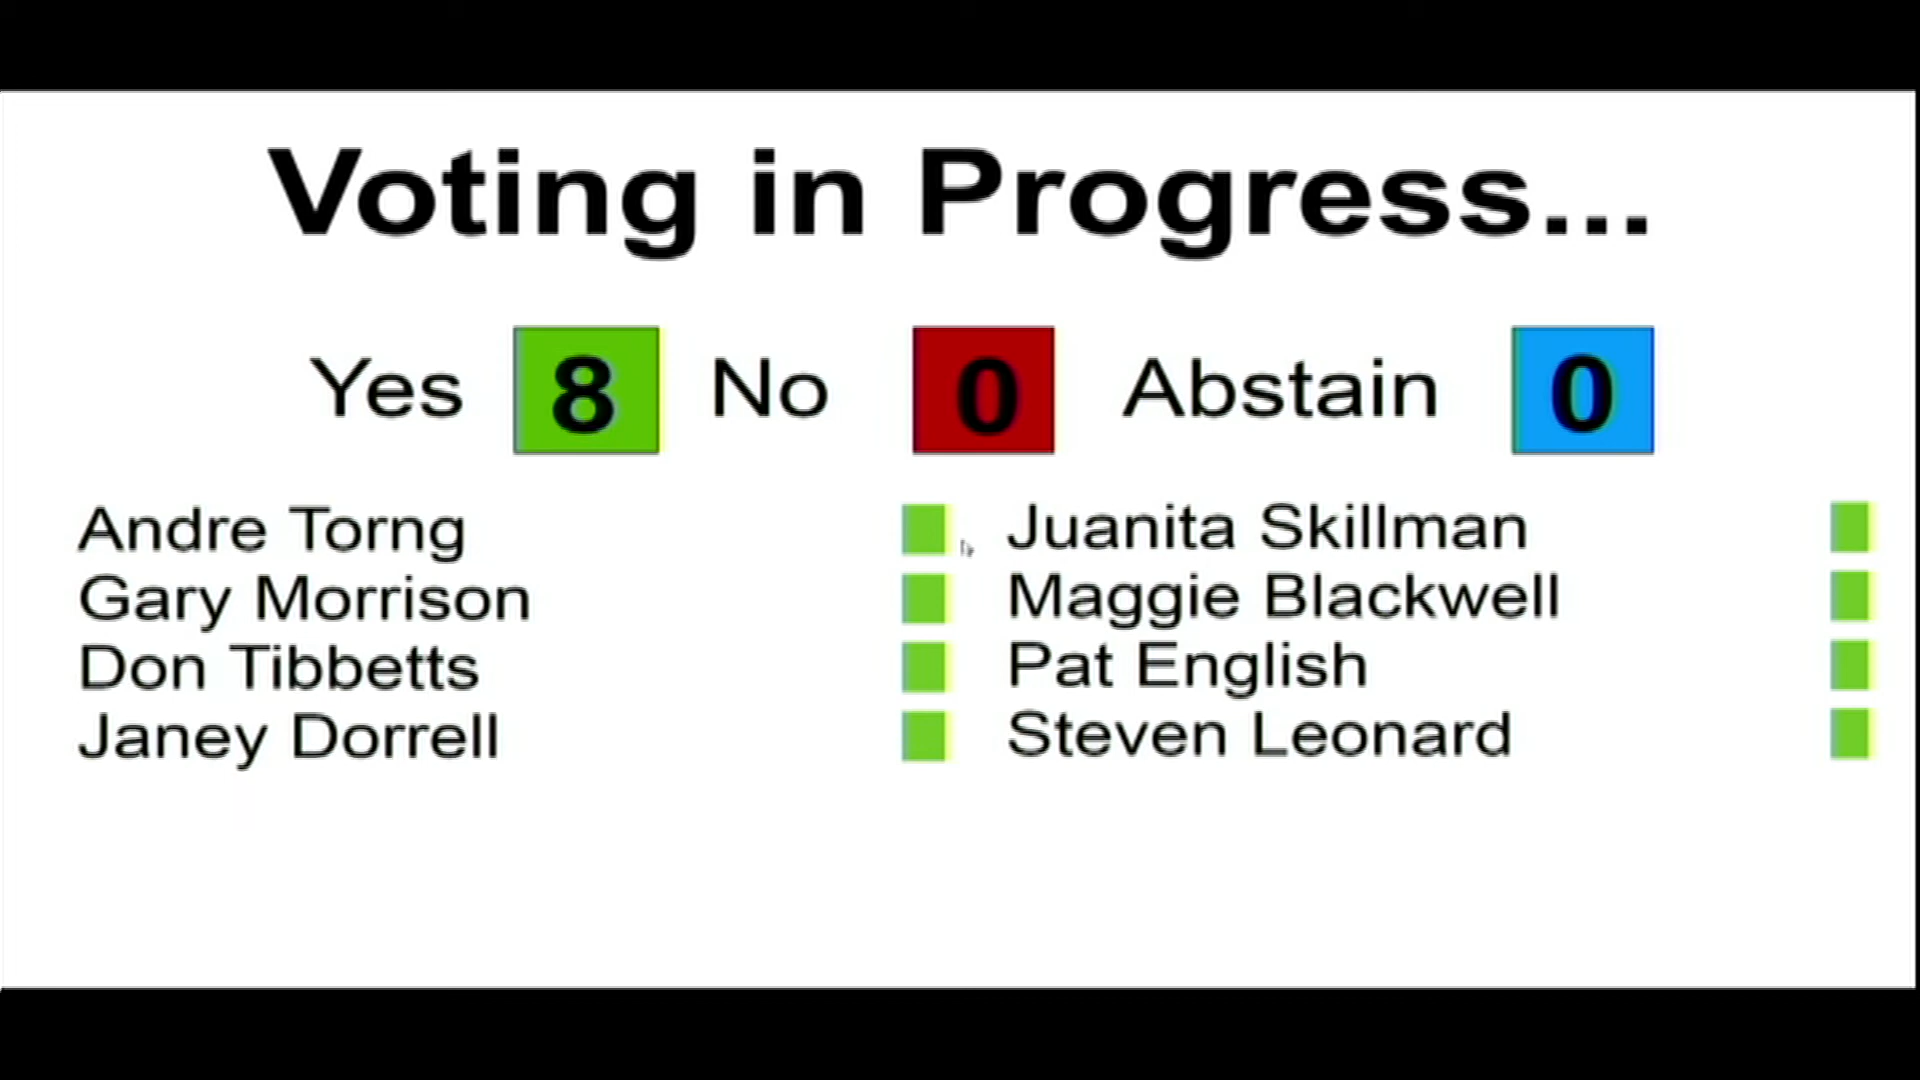 Voting in Progress...
Yes 8 No 0 Abstain 0
Andre Torng Juanita Skillman
Gary Morrison Maggie Blackwell
Don Tibbetts Pat English
Janey Dorrell Steven Leonard